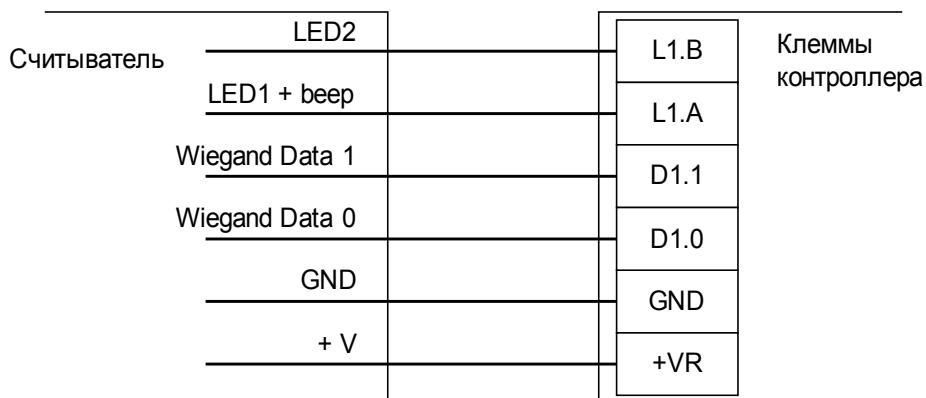 Считыватель
LED2
LED1 + beep
Wiegand Data 1
Wiegand Data 0
GND
+ V
L1.B
L1.A
D1.1
D1.0
GND
+VR
Клеммы
контроллера